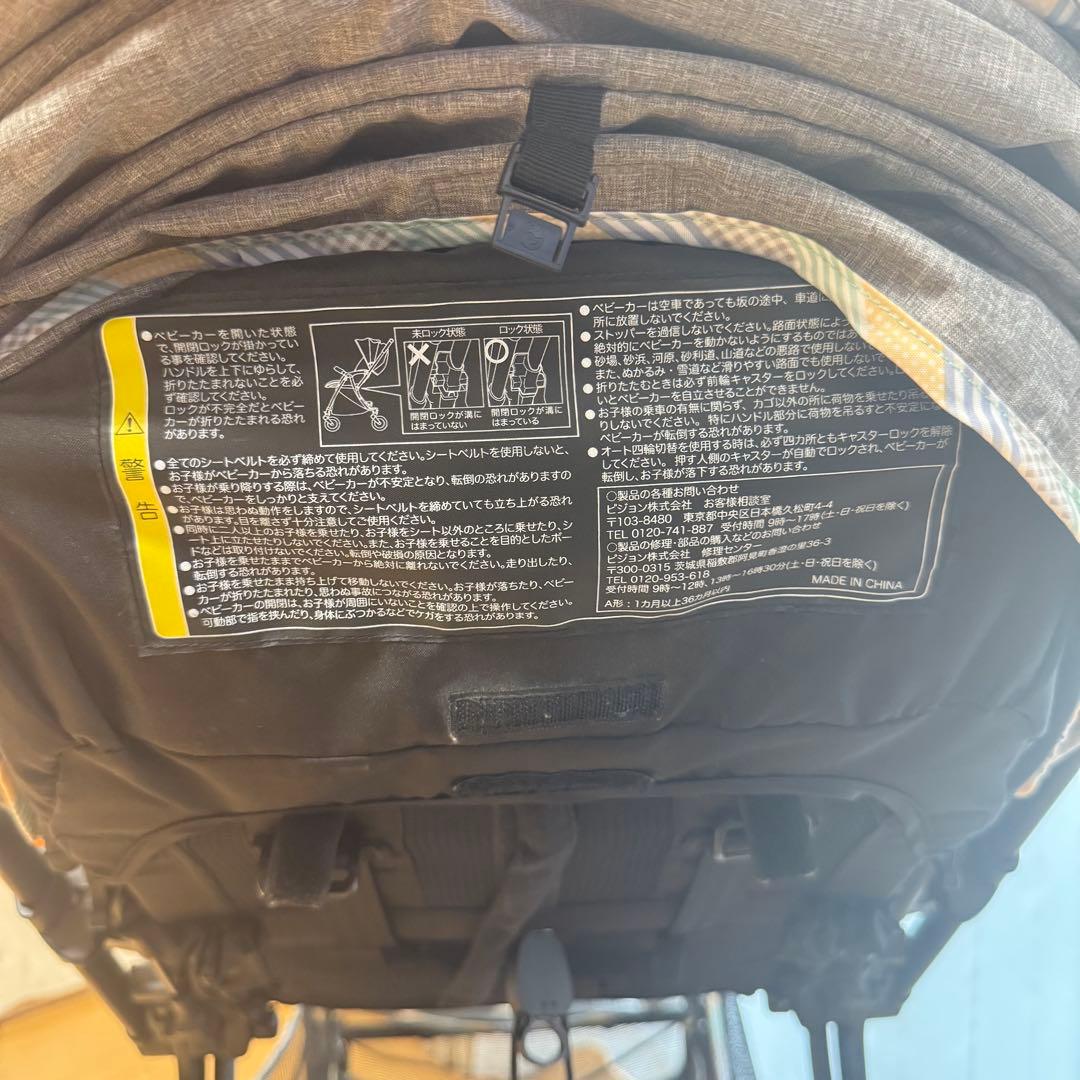 警告
●ベビーカーを開いた状態
で、開閉ロックが掛かってい
る事を確認してください。
ハンドルを上下にゆらして、
折りたたまれないことを必
ず確認してください。
ロックが不完全だとベビー
カーが折りたたまれる恐れ
があります。
未ロック状態
ロック状態
開閉ロックが溝に
はまっていない
開閉ロックが溝に
はまっている
●全てのシートベルトを必ず締めて使用してください。シートベルトを使用しないと、
お子様がベビーカーから落ちる恐れがあります。
●お子様が乗り降りする際は、ベビーカーが不安定となり、転倒の恐れがありますの
で、ベビーカーをしっかりと支えてください。
●お子様は思わぬ動作をしますので、シートベルトを締めていても立ち上がる恐れ
があります。目を離さず十分注意してご使用ください。
●同時に二人以上のお子様を乗せたり、お子様をシート以外のところに乗せたり、シ
ート上に立たせたりしないでください。また、お子様を乗せることを目的としたボー
ドなどは取り付けないでください。転倒や破損の原因となります。
●お子様を乗せたままでベビーカーから絶対に離れないでください。走り出したり、
転倒する恐れがあります。
●お子様を乗せたまま持ち上げて移動しないでください。お子様が落ちたり、ベビー
カーが折りたたまれたり、思わぬ事故につながる恐れがあります。
●ベビーカーの開閉は、お子様が周囲にいないことを確認の上で操作してください。
可動部で指を挟んだり、身体にぶつかるなどでケガをする恐れがあります。
●ベビーカーは空車であっても坂の途中、車道に
所に放置しないでください。
●ストッパーを過信しないでください。路面状態によっ
絶対的にベビーカーを動かないようにするものではあ
●砂場、砂浜、河原、砂利道、山道などの悪路で使用しない
また、ぬかるみ・雪道など滑りやすい路面でも使用しないで
●折りたたむときは必ず前輪キャスターをロックしてください。
いとベビーカーを自立させることができません。
●お子様の乗車の有無に関らず、カゴ以外の所に荷物を乗せたり吊る
りしないでください。特にハンドル部分に荷物を吊ると不安定にな
ベビーカーが転倒する恐れがあります。
●オート四輪切替を使用する時は、必ず四カ所ともキャスターロックを解除
してください。押す人側のキャスターが自動でロックされ、ベビーカーが
転倒し、お子様が落下する恐れがあります。
○製品の各種お問い合わせ
ピジョン株式会社 お客様相談室
〒103-8480 東京都中央区日本橋久松町4-4
TEL 0120-741-887 受付時間 9時〜17時(土・日・祝日を除く)
○製品の修理・部品の購入などのお問い合わせ
ピジョン株式会社 修理センター
〒300-0315 茨城県稲敷郡阿見町香澄の里36-3
TEL 0120-953-618
受付時間 9時〜12時、13時〜16時30分(土・日・祝日を除く)
A形：1カ月以上36カ月以内
MADE IN CHINA